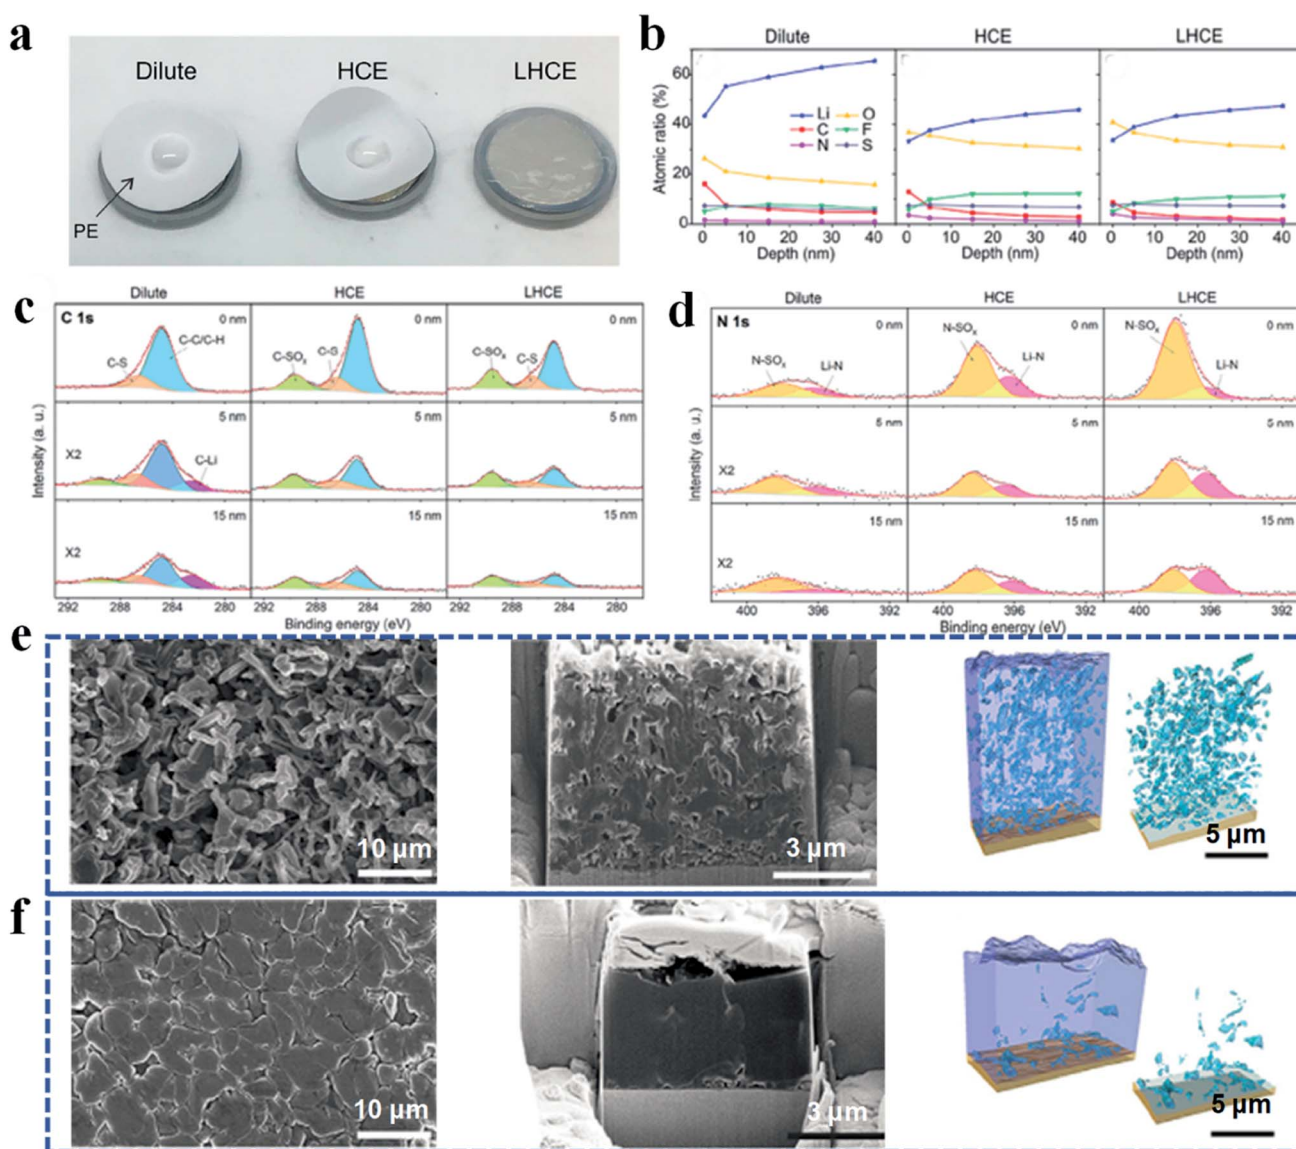 a
Dilute
HCE
LHCE
PE
b
Dilute
HCE
LHCE
Atomic ratio (%)
60
40
20
0
Li
O
C
F
N
S
0 10 20 30 40
0 10 20 30 40
0 10 20 30 40
Depth (nm)
Depth (nm)
Depth (nm)
c
Dilute
HCE
LHCE
C 1s
0 nm
0 nm
0 nm
C-S
C-C/C-H
C-SOx
C-S
C-SOx
C-S
5 nm
5 nm
5 nm
X2
C-Li
15 nm
15 nm
15 nm
X2
Intensity (a. u.)
292 288 284 280
292 288 284 280
292 288 284 280
Binding energy (eV)
d
Dilute
HCE
LHCE
N 1s
0 nm
0 nm
0 nm
N-SOx
Li-N
N-SOx
Li-N
N-SOx
Li-N
5 nm
5 nm
5 nm
X2
15 nm
15 nm
15 nm
X2
Intensity (a. u.)
400 396
400 396 392
400 396 392
Binding energy (eV)
e
10 μm
3 μm
5 μm
f
10 μm
3 μm
5 μm